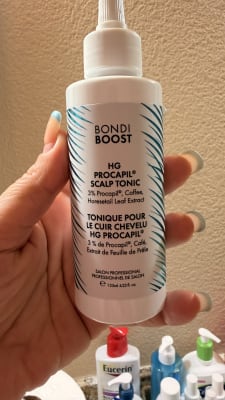 BONDI
BOOST
HG
PROCAPIL®
SCALP TONIC
3% Procapil®, Coffee,
Horsetail Leaf Extract
TONIQUE POUR
LE CUIR CHEVELU
HG PROCAPIL®
3 % de Procapil®, Café,
Extrait de Feuille de Prêle
SALON PROFESSIONAL
PROFESSIONNEL DE SALON
Eucerin